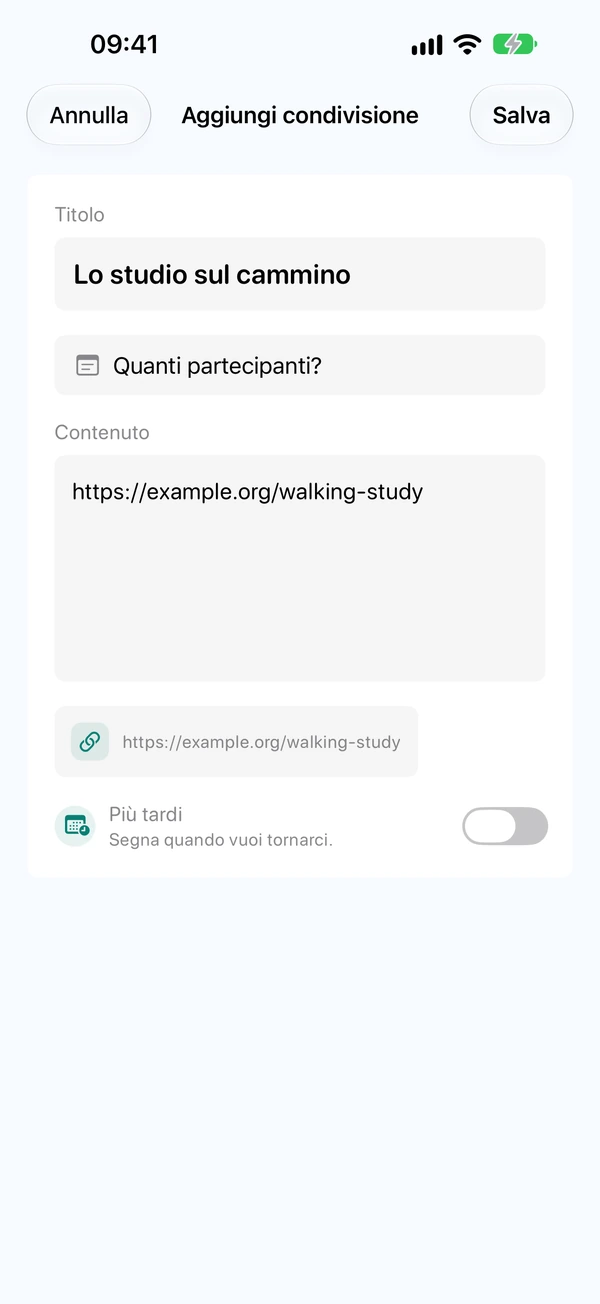 09:41
Annulla
Aggiungi condivisione
Salva
Titolo
Lo studio sul cammino
Quanti partecipanti?
Contenuto
https://example.org/walking-study
https://example.org/walking-study
Più tardi
Segna quando vuoi tornarci.